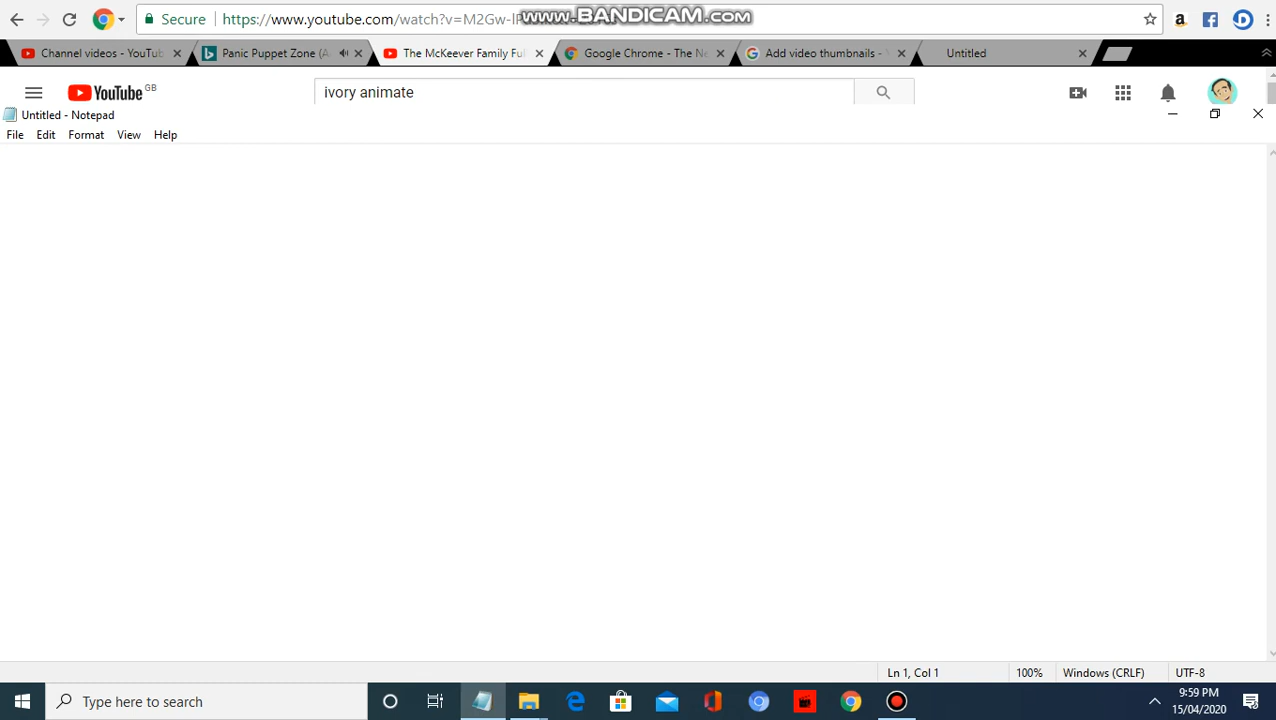 Secure https://www.youtube.com/watch?v=M2Gw-
www.BANDICAM.com
Channel videos - YouTub
Panic Puppet Zone (A
The McKeever Family Ful
Google Chrome - The Ne
Add video thumbnails - Y
Untitled
YouTube GB
ivory animate
Untitled - Notepad
File Edit Format View Help
Ln 1, Col 1 100% Windows (CRLF) UTF-8
Type here to search
9:59 PM
15/04/2020